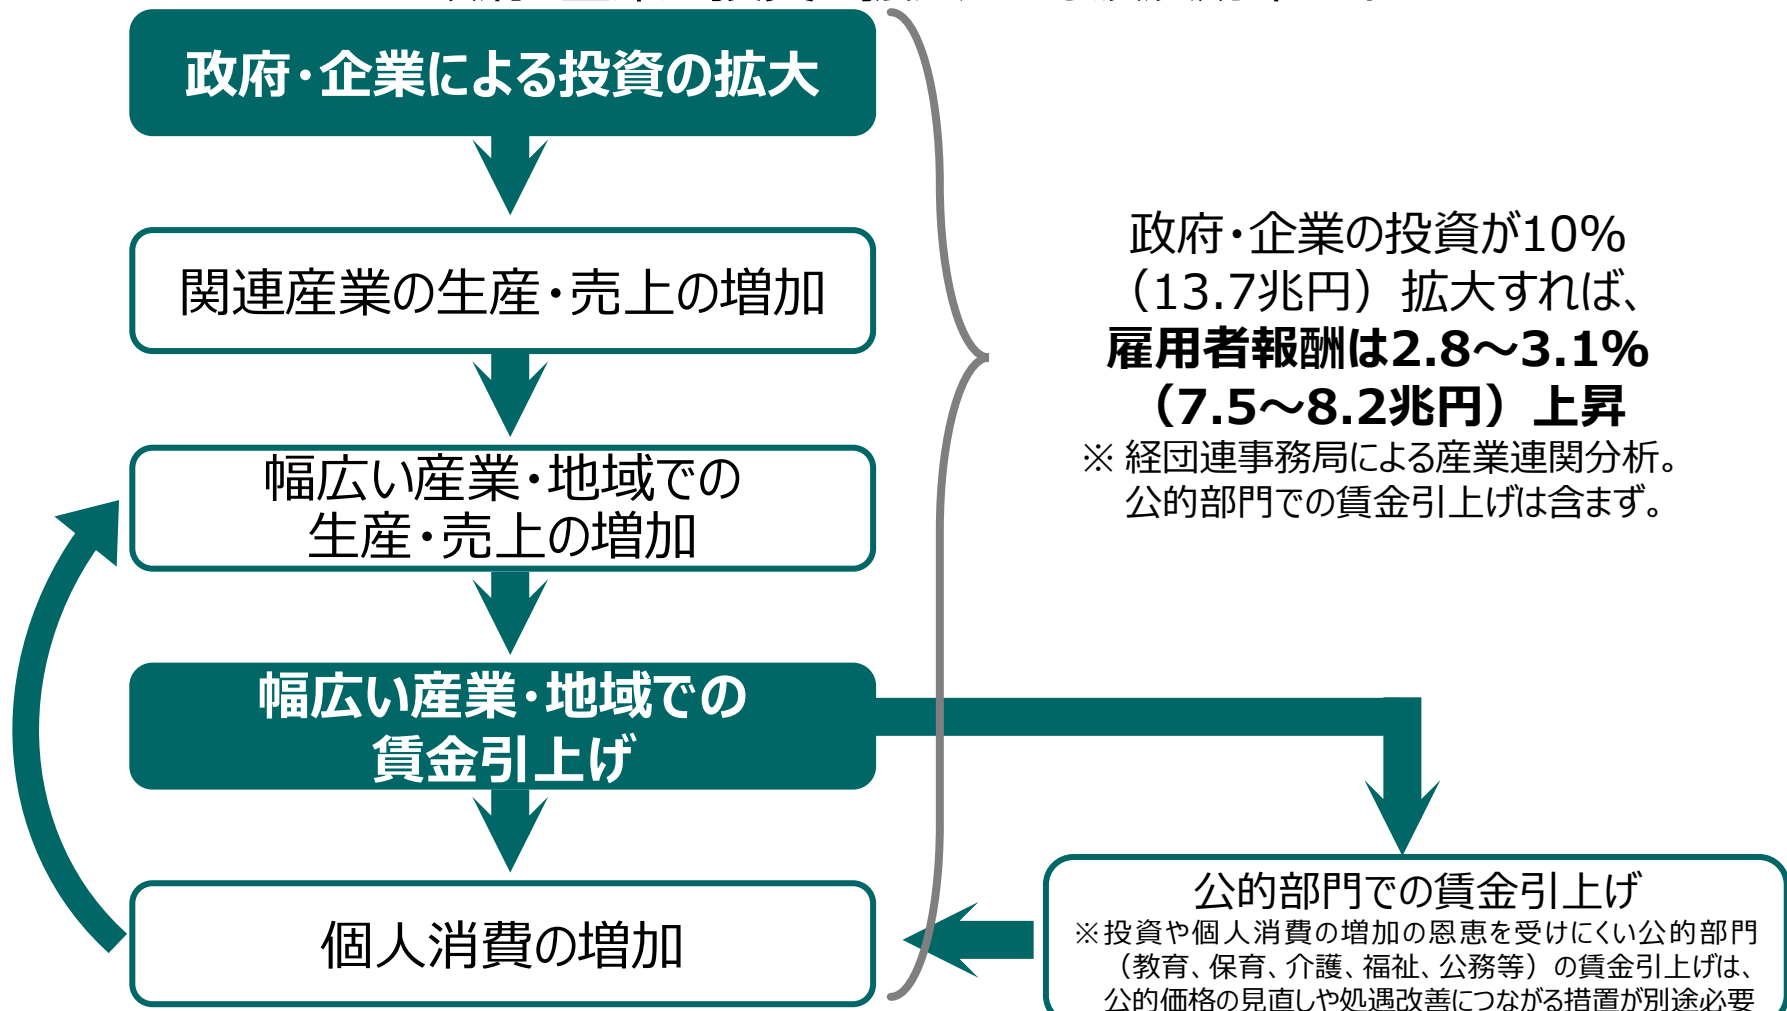 政府・企業による投資の拡大
関連産業の生産・売上の増加
幅広い産業・地域での
生産・売上の増加
幅広い産業・地域での
賃金引上げ
個人消費の増加
政府・企業の投資が10%
（13.7兆円）拡大すれば、
雇用者報酬は2.8～3.1%
（7.5～8.2兆円）上昇
※ 経団連事務局による産業連関分析。
公的部門での賃金引上げは含まず。
公的部門での賃金引上げ
※投資や個人消費の増加の恩恵を受けにくい公的部門
（教育、保育、介護、福祉、公務等）の賃金引上げは、
公的価格の見直しや処遇改善につながる措置が別途必要